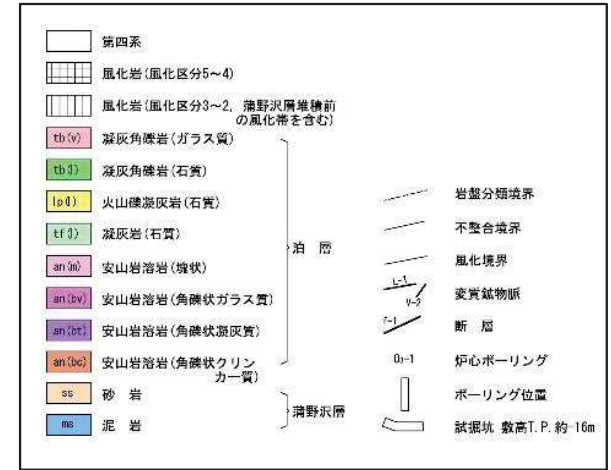 第四系
風化岩(風化区分5～4)
風化岩(風化区分3～2, 蒲野沢層堆積前
の風化帯を含む)
tb(v) 凝灰角礫岩(ガラス質)
tb(l) 凝灰角礫岩(石質)
lp(l) 火山礫凝灰岩(石質)
tf(l) 凝灰岩(石質)
an(m) 安山岩溶岩(塊状)
an(bv) 安山岩溶岩(角礫状ガラス質)
an(bt) 安山岩溶岩(角礫状凝灰質)
an(bc) 安山岩溶岩(角礫状クリン
カー質)
泊 層
ss 砂 岩
ms 泥 岩
蒲野沢層
岩盤分類境界
不整合境界
風化境界
L-1 V-2 変質鉱物脈
F-1 断 層
O₃-1 炉心ボーリング
ボーリング位置
試掘坑 敷高T.P.約-16m